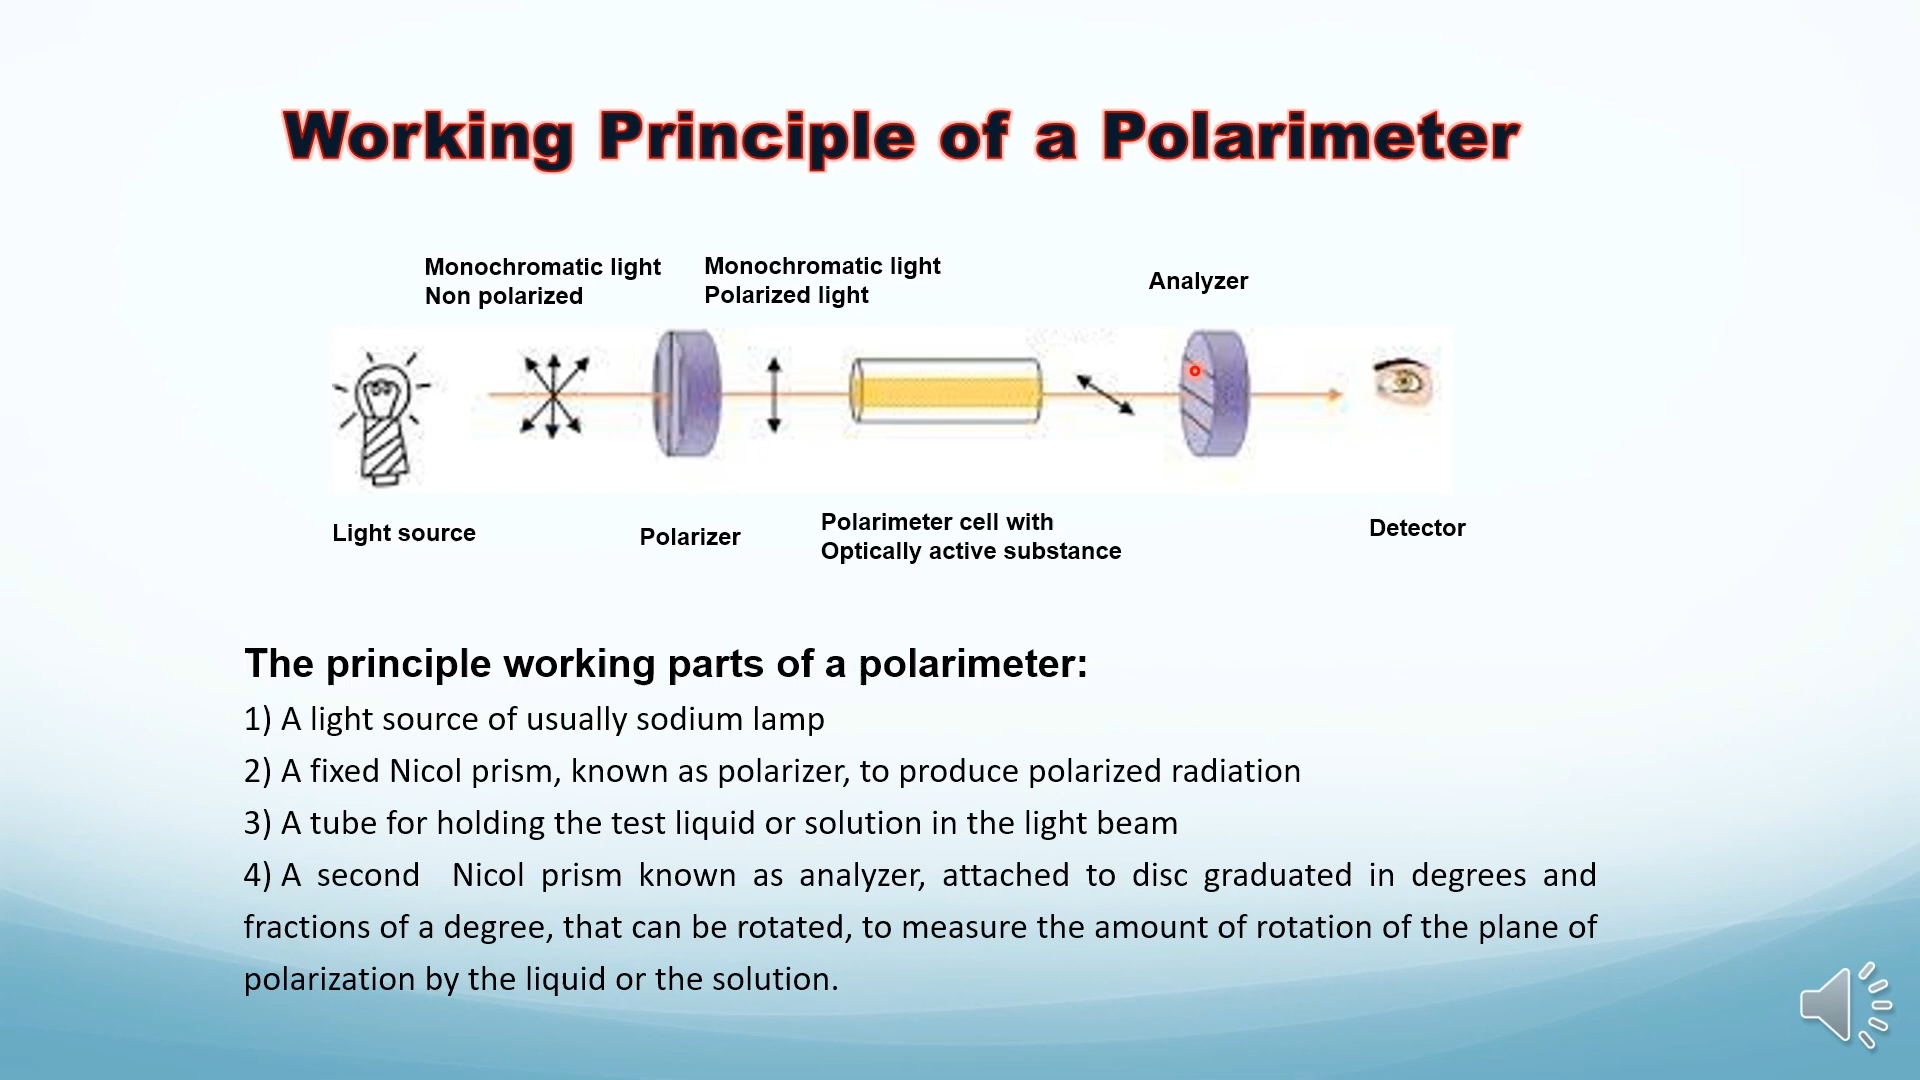 Working Principle of a Polarimeter
Monochromatic light
Non polarized
Monochromatic light
Polarized light
Analyzer
Light source
Polarizer
Polarimeter cell with
Optically active substance
Detector
The principle working parts of a polarimeter:
1) A light source of usually sodium lamp
2) A fixed Nicol prism, known as polarizer, to produce polarized radiation
3) A tube for holding the test liquid or solution in the light beam
4) A second Nicol prism known as analyzer, attached to disc graduated in degrees and
fractions of a degree, that can be rotated, to measure the amount of rotation of the plane of
polarization by the liquid or the solution.